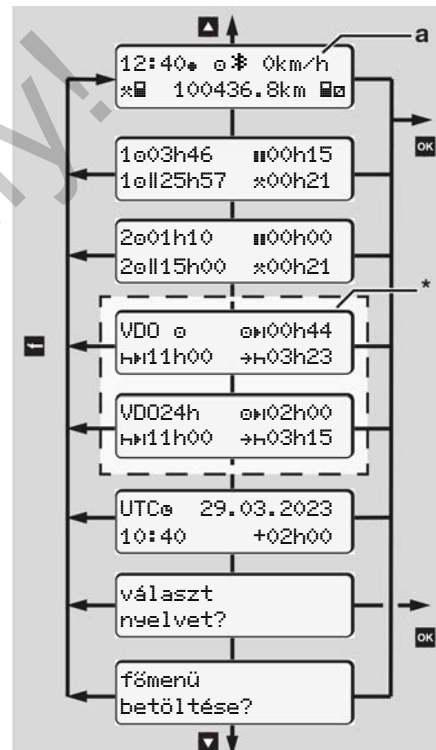 12:40 0km/h a
100436.8km
OK
1 03h46 00h15
1 25h57 00h21
2 01h10 00h00
2 15h00 00h21
*
VDO 00h44
11h00 03h23
VDO24h 02h00
11h00 03h15
UTC 29.03.2023
10:40 +02h00
választ
nyelvet?
OK
főmenü
betöltése?